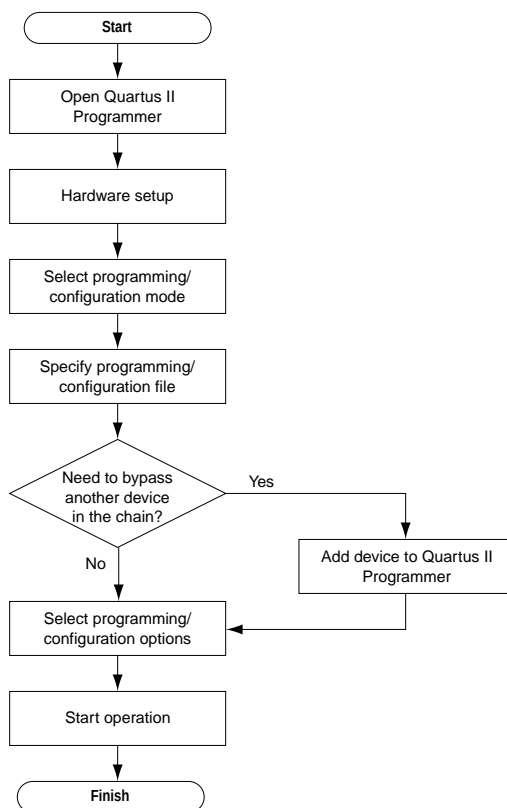 Start
Open Quartus II
Programmer
Hardware setup
Select programming/
configuration mode
Specify programming/
configuration file
Need to bypass
another device
in the chain?
Yes
No
Add device to Quartus II
Programmer
Select programming/
configuration options
Start operation
Finish